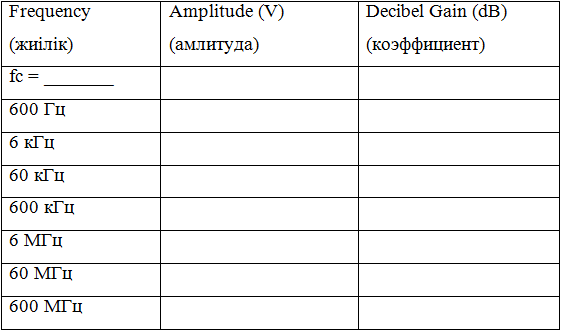 Frequency Amplitude (V) Decibel Gain (dB)
(жиілік) (амлитуда) (коэффициент)
fc = _______
600 Гц
6 кГц
60 кГц
600 кГц
6 МГц
60 МГц
600 МГц